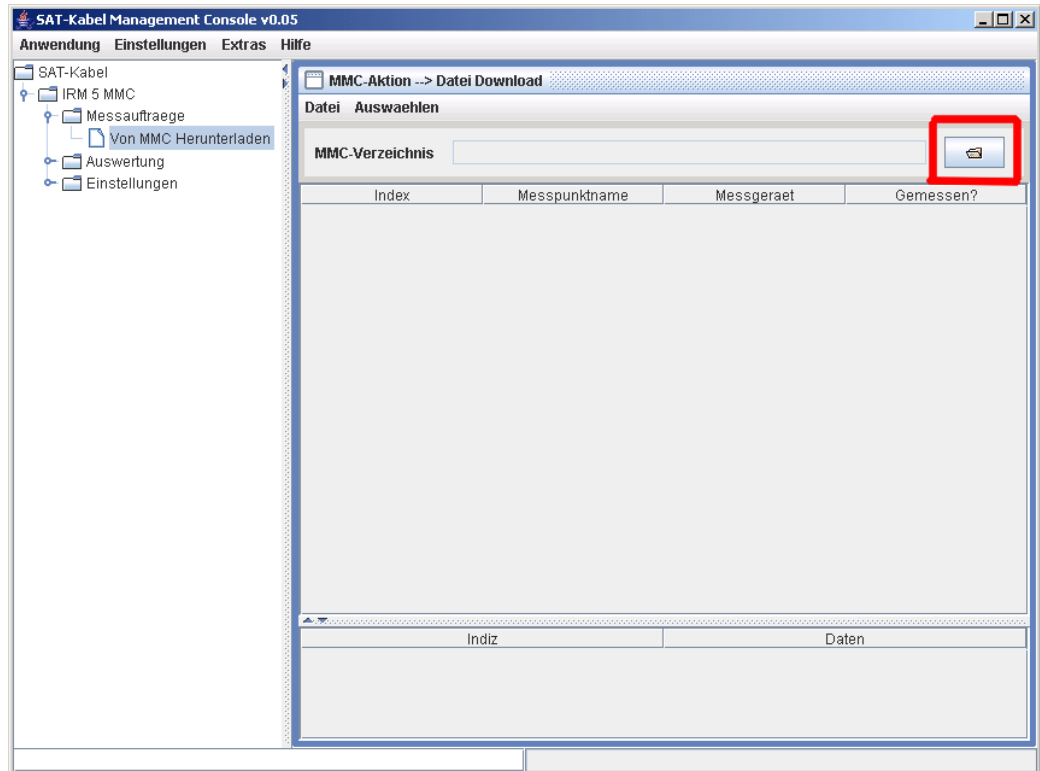 SAT-Kabel Management Console v0.05
Anwendung Einstellungen Extras Hilfe
SAT-Kabel
IRM 5 MMC
Messauftraege
Von MMC Herunterladen
Auswertung
Einstellungen
MMC-Aktion --> Datei Download
Datei Auswaehlen
MMC-Verzeichnis
Index Messpunktname Messgeraet Gemessen?
Indiz Daten